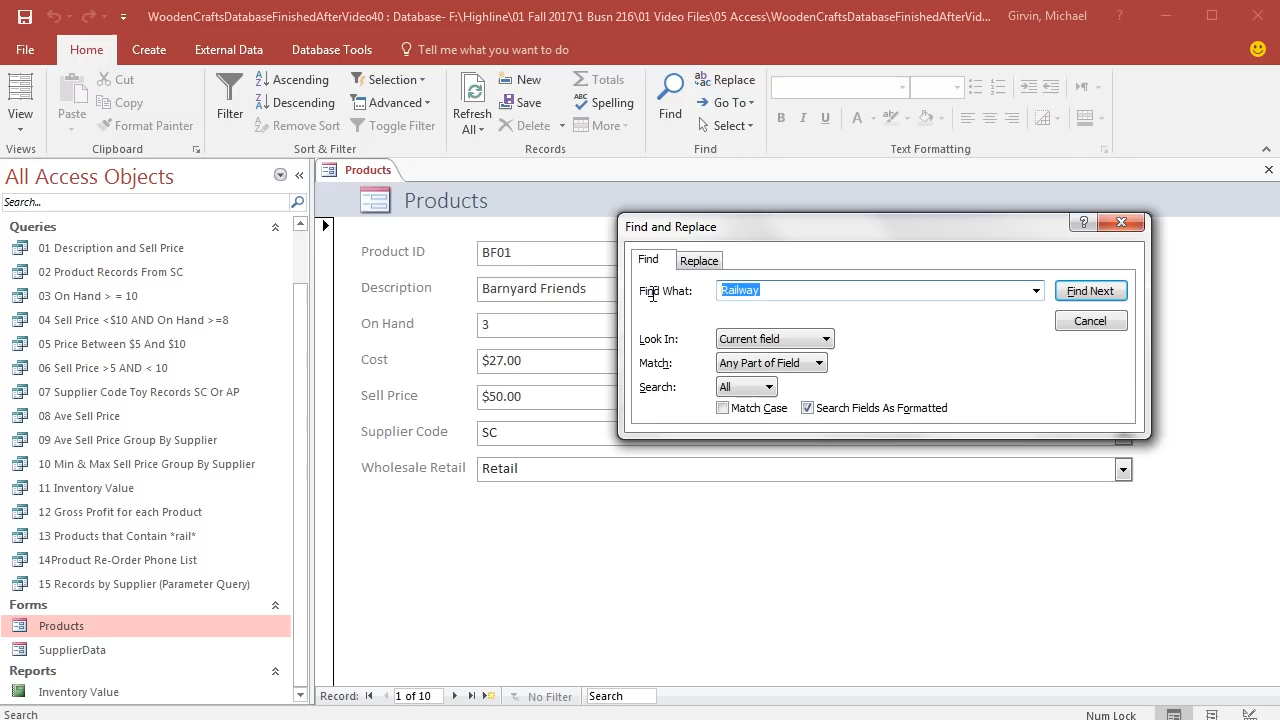 WoodenCraftsDatabaseFinishedAfterVideo40 : Database- F:\Highline\01 Fall 2017\1 Busn 216\01 Video Files\05 Access\WoodenCraftsDatabaseFinishedAfterVid... Girvin, Michael ?
File Home Create External Data Database Tools Tell me what you want to do
View
Views
Paste
Cut
Copy
Format Painter
Clipboard
Filter
Ascending
Descending
Remove Sort
Selection
Advanced
Toggle Filter
Sort & Filter
Refresh
All
New
Save
Delete
Totals
Spelling
More
Records
Find
Replace
Go To
Select
Find
B I U A
Text Formatting
All Access Objects
Search...
Queries
01 Description and Sell Price
02 Product Records From SC
03 On Hand > = 10
04 Sell Price <$10 AND On Hand >=8
05 Price Between $5 And $10
06 Sell Price >5 AND < 10
07 Supplier Code Toy Records SC Or AP
08 Ave Sell Price
09 Ave Sell Price Group By Supplier
10 Min & Max Sell Price Group By Supplier
11 Inventory Value
12 Gross Profit for each Product
13 Products that Contain *rail*
14Product Re-Order Phone List
15 Records by Supplier (Parameter Query)
Forms
Products
SupplierData
Reports
Inventory Value
Products
Products
Product ID BF01
Description Barnyard Friends
On Hand 3
Cost $27.00
Sell Price $50.00
Supplier Code SC
Wholesale Retail Retail
Find and Replace ?
Find Replace
Find What: Railway Find Next
Cancel
Look In: Current field
Match: Any Part of Field
Search: All
Match Case Search Fields As Formatted
Record: 1 of 10 No Filter Search
Search Num Lock